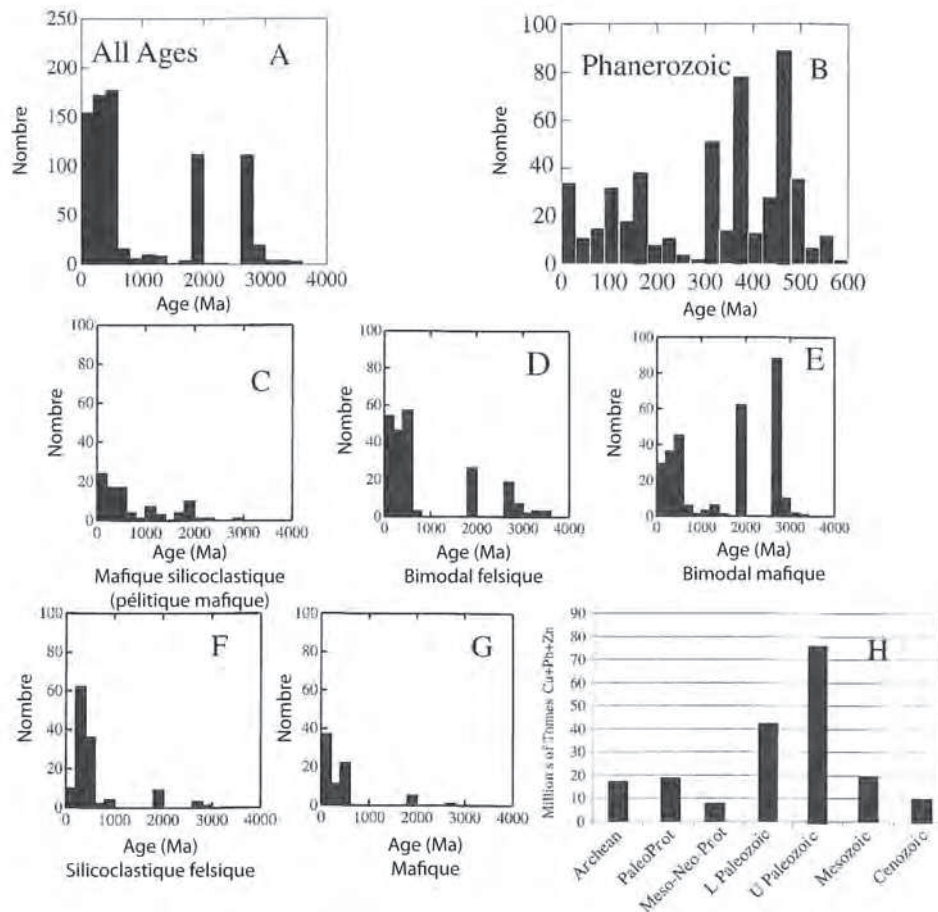 All Ages
A
250
200
150
100
50
0
Nombre
0 1000 2000 3000 4000
Age (Ma)
Phanerozoic
B
100
80
60
40
20
0
Nombre
0 100 200 300 400 500 600
Age (Ma)
C
100
80
60
40
20
0
Nombre
0 1000 2000 3000 4000
Age (Ma)
Mafique silicoclastique
(pélitique mafique)
D
100
80
60
40
20
0
Nombre
0 1000 2000 3000 4000
Age (Ma)
Bimodal felsique
E
100
80
60
40
20
0
Nombre
0 1000 2000 3000 4000
Age (Ma)
Bimodal mafique
F
100
80
60
40
20
0
Nombre
0 1000 2000 3000 4000
Age (Ma)
Silicoclastique felsique
G
100
80
60
40
20
0
Nombre
0 1000 2000 3000 4000
Age (Ma)
Mafique
H
90
80
70
60
50
40
30
20
10
0
Million s of Tonnes Cu+Pb+Zn
Archean
PaleoProt
Meso-Neo Prot
L Paleozoic
U Paleozoic
Mesozoic
Cenozoic